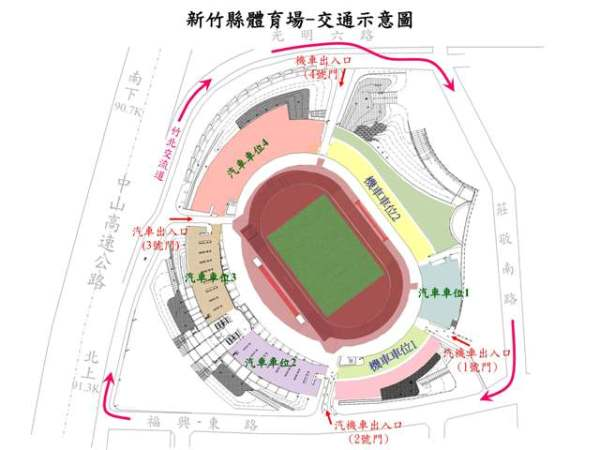 新竹縣體育場-交通示意圖
光明六路
機車出入口
(4號門)
南下
90.7K
竹北交流道
汽車車位4
機車車位2
莊敬南路
中山高速公路
汽車出入口
(3號門)
汽車車位3
汽車車位1
汽車車位2
機車車位1
汽機車出入口
(1號門)
北上
91.3K
福興-東路
汽機車出入口
(2號門)